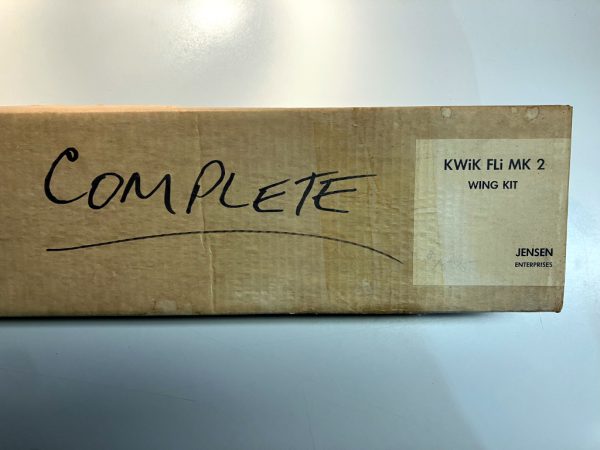 COMPLETE
KWiK FLi MK 2
WING KIT
JENSEN
ENTERPRISES